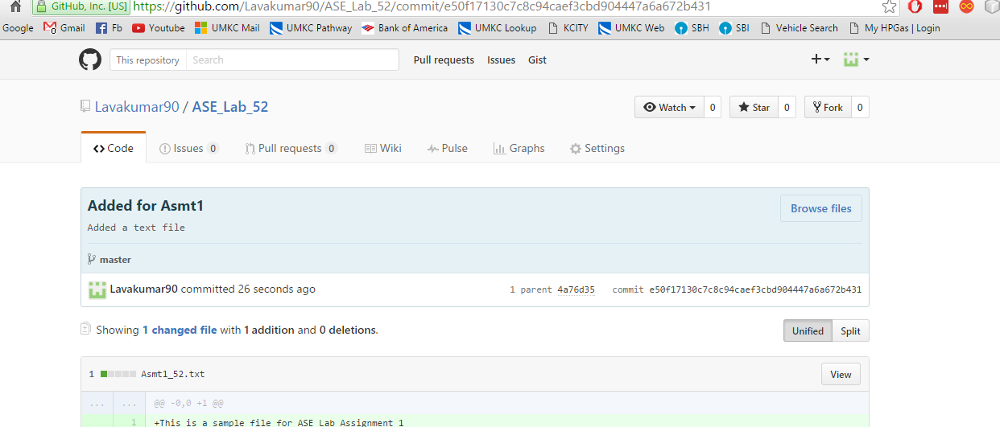 GitHub, Inc. [US] https://github.com/Lavakumar90/ASE_Lab_52/commit/e50f17130c7c8c94caef3cbd904447a6a672b431
Google Gmail Fb Youtube UMKC Mail UMKC Pathway Bank of America UMKC Lookup KCITY UMKC Web SBH SBI Vehicle Search My HPGas | Login
This repository Search Pull requests Issues Gist
Lavakumar90 / ASE_Lab_52 Watch 0 Star 0 Fork 0
Code Issues 0 Pull requests 0 Wiki Pulse Graphs Settings
Added for Asmt1 Browse files
Added a text file
master
Lavakumar90 committed 26 seconds ago 1 parent 4a76d35 commit e50f17130c7c8c94caef3cbd904447a6a672b431
Showing 1 changed file with 1 addition and 0 deletions. Unified Split
1 Asmt1_52.txt View
... ... @@ -0,0 +1 @@
1 +This is a sample file for ASE Lab Assignment 1